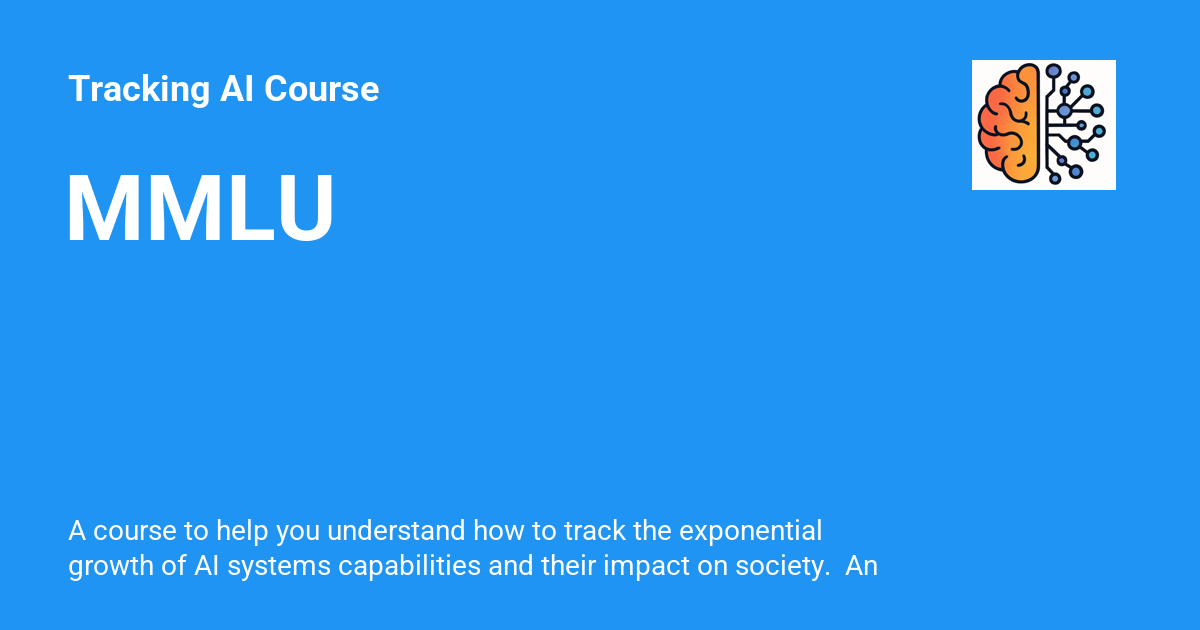 Tracking AI Course
MMLU
A course to help you understand how to track the exponential
growth of AI systems capabilities and their impact on society.  An